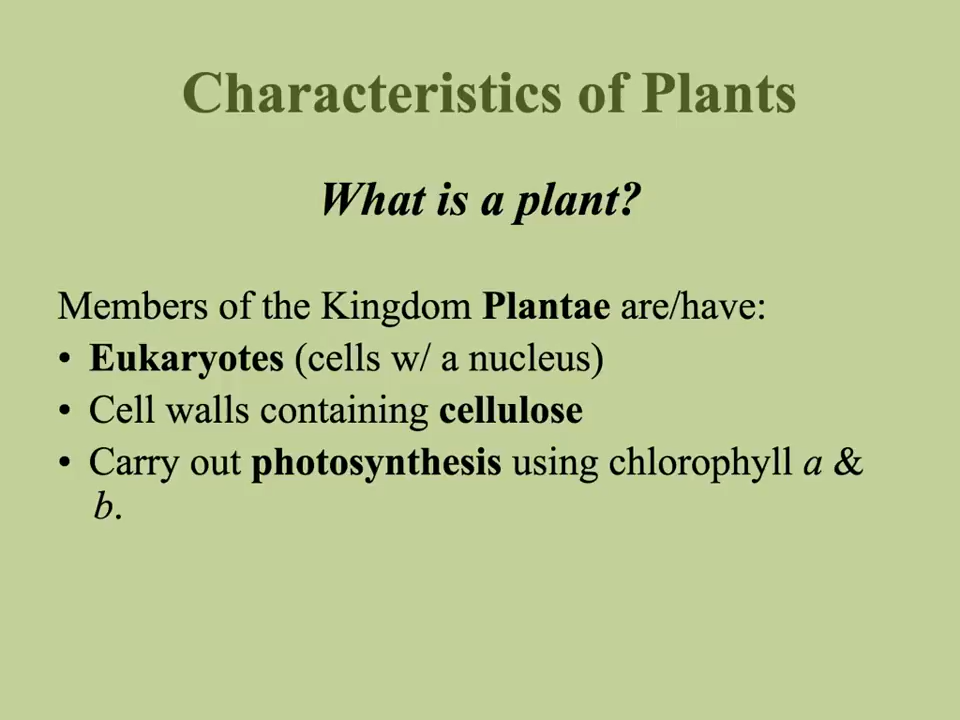 Characteristics of Plants
What is a plant?
Members of the Kingdom Plantae are/have:
• Eukaryotes (cells w/ a nucleus)
• Cell walls containing cellulose
• Carry out photosynthesis using chlorophyll a &
b.